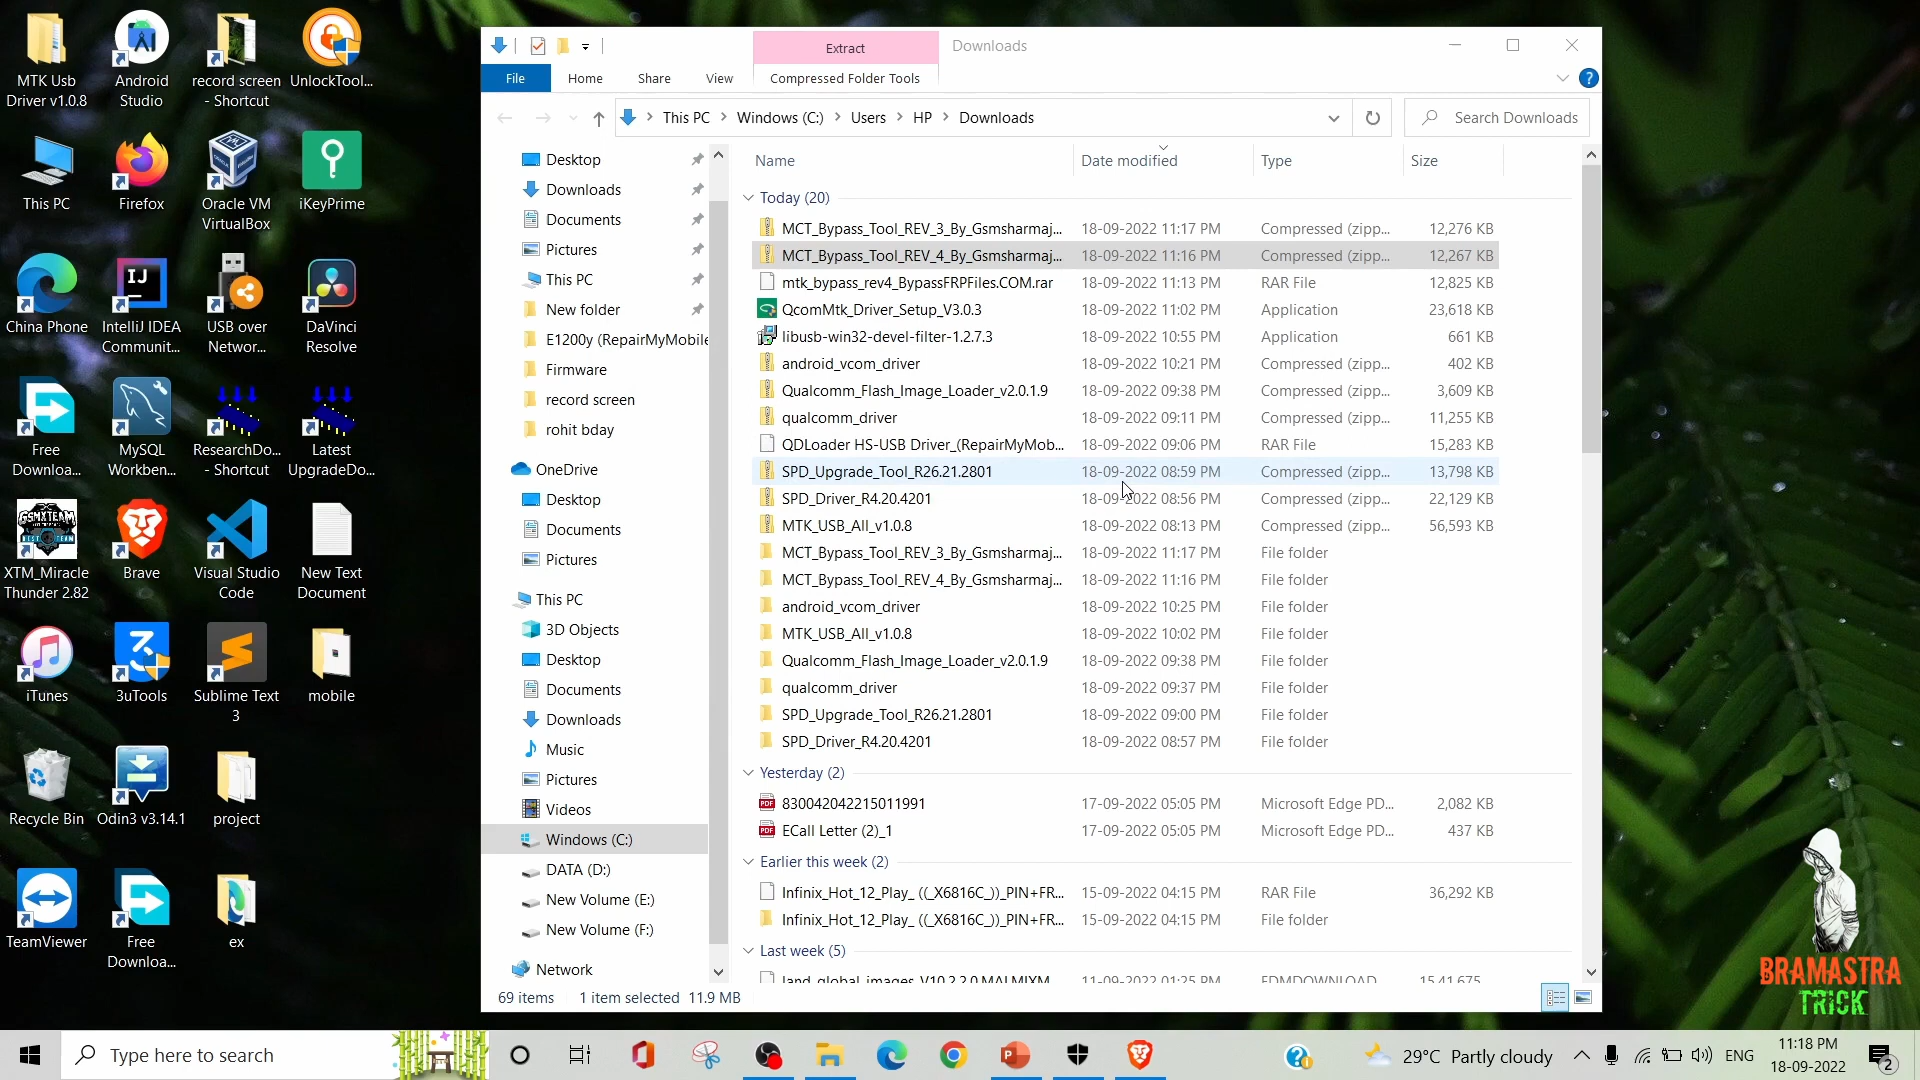 MTK Usb
Driver v1.0.8
Android
Studio
record screen
- Shortcut
UnlockTool...
This PC
Firefox
Oracle VM
VirtualBox
iKeyPrime
China Phone
IntelliJ IDEA
Communit...
USB over
Networ...
DaVinci
Resolve
Free
Downloa...
MySQL
Workben...
ResearchDo...
- Shortcut
Latest
UpgradeDo...
XTM_Miracle
Thunder 2.82
Brave
Visual Studio
Code
New Text
Document
iTunes
3uTools
Sublime Text
3
mobile
Recycle Bin
Odin3 v3.14.1
project
TeamViewer
Free
Downloa...
ex
Extract
Downloads
File
Home
Share
View
Compressed Folder Tools
This PC > Windows (C:) > Users > HP > Downloads
Search Downloads
Desktop
Downloads
Documents
Pictures
This PC
New folder
E1200y (RepairMyMobile
Firmware
record screen
rohit bday
OneDrive
Desktop
Documents
Pictures
This PC
3D Objects
Desktop
Documents
Downloads
Music
Pictures
Videos
Windows (C:)
DATA (D:)
New Volume (E:)
New Volume (F:)
Network
Name Date modified Type Size
Today (20)
MCT_Bypass_Tool_REV_3_By_Gsmsharmaj... 18-09-2022 11:17 PM Compressed (zipp... 12,276 KB
MCT_Bypass_Tool_REV_4_By_Gsmsharmaj... 18-09-2022 11:16 PM Compressed (zipp... 12,267 KB
mtk_bypass_rev4_BypassFRPFiles.COM.rar 18-09-2022 11:13 PM RAR File 12,825 KB
QcomMtk_Driver_Setup_V3.0.3 18-09-2022 11:02 PM Application 23,618 KB
libusb-win32-devel-filter-1.2.7.3 18-09-2022 10:55 PM Application 661 KB
android_vcom_driver 18-09-2022 10:21 PM Compressed (zipp... 402 KB
Qualcomm_Flash_Image_Loader_v2.0.1.9 18-09-2022 09:38 PM Compressed (zipp... 3,609 KB
qualcomm_driver 18-09-2022 09:11 PM Compressed (zipp... 11,255 KB
QDLoader HS-USB Driver_(RepairMyMob... 18-09-2022 09:06 PM RAR File 15,283 KB
SPD_Upgrade_Tool_R26.21.2801 18-09-2022 08:59 PM Compressed (zipp... 13,798 KB
SPD_Driver_R4.20.4201 18-09-2022 08:56 PM Compressed (zipp... 22,129 KB
MTK_USB_All_v1.0.8 18-09-2022 08:13 PM Compressed (zipp... 56,593 KB
MCT_Bypass_Tool_REV_3_By_Gsmsharmaj... 18-09-2022 11:17 PM File folder
MCT_Bypass_Tool_REV_4_By_Gsmsharmaj... 18-09-2022 11:16 PM File folder
android_vcom_driver 18-09-2022 10:25 PM File folder
MTK_USB_All_v1.0.8 18-09-2022 10:02 PM File folder
Qualcomm_Flash_Image_Loader_v2.0.1.9 18-09-2022 09:38 PM File folder
qualcomm_driver 18-09-2022 09:37 PM File folder
SPD_Upgrade_Tool_R26.21.2801 18-09-2022 09:00 PM File folder
SPD_Driver_R4.20.4201 18-09-2022 08:57 PM File folder
Yesterday (2)
830042042215011991 17-09-2022 05:05 PM Microsoft Edge PD... 2,082 KB
ECall Letter (2)_1 17-09-2022 05:05 PM Microsoft Edge PD... 437 KB
Earlier this week (2)
Infinix_Hot_12_Play_ ((_X6816C_))_PIN+FR... 15-09-2022 04:15 PM RAR File 36,292 KB
Infinix_Hot_12_Play_ ((_X6816C_))_PIN+FR... 15-09-2022 04:15 PM File folder
Last week (5)
69 items 1 item selected 11.9 MB
BRAMASTRA
TRICK
Type here to search
29°C Partly cloudy
ENG
11:18 PM
18-09-2022
2